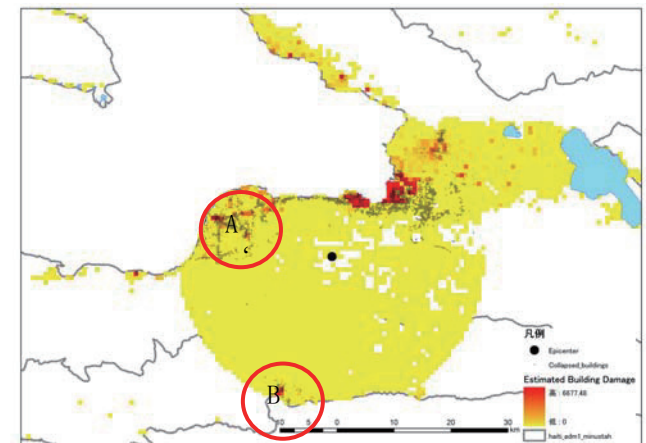 A
B
凡例
Epicenter
Collapsed_buildings
Estimated Building Damage
高 : 6677.48
低 : 0
haiti_adm1_minustah
10 5 0 10 20 30
km